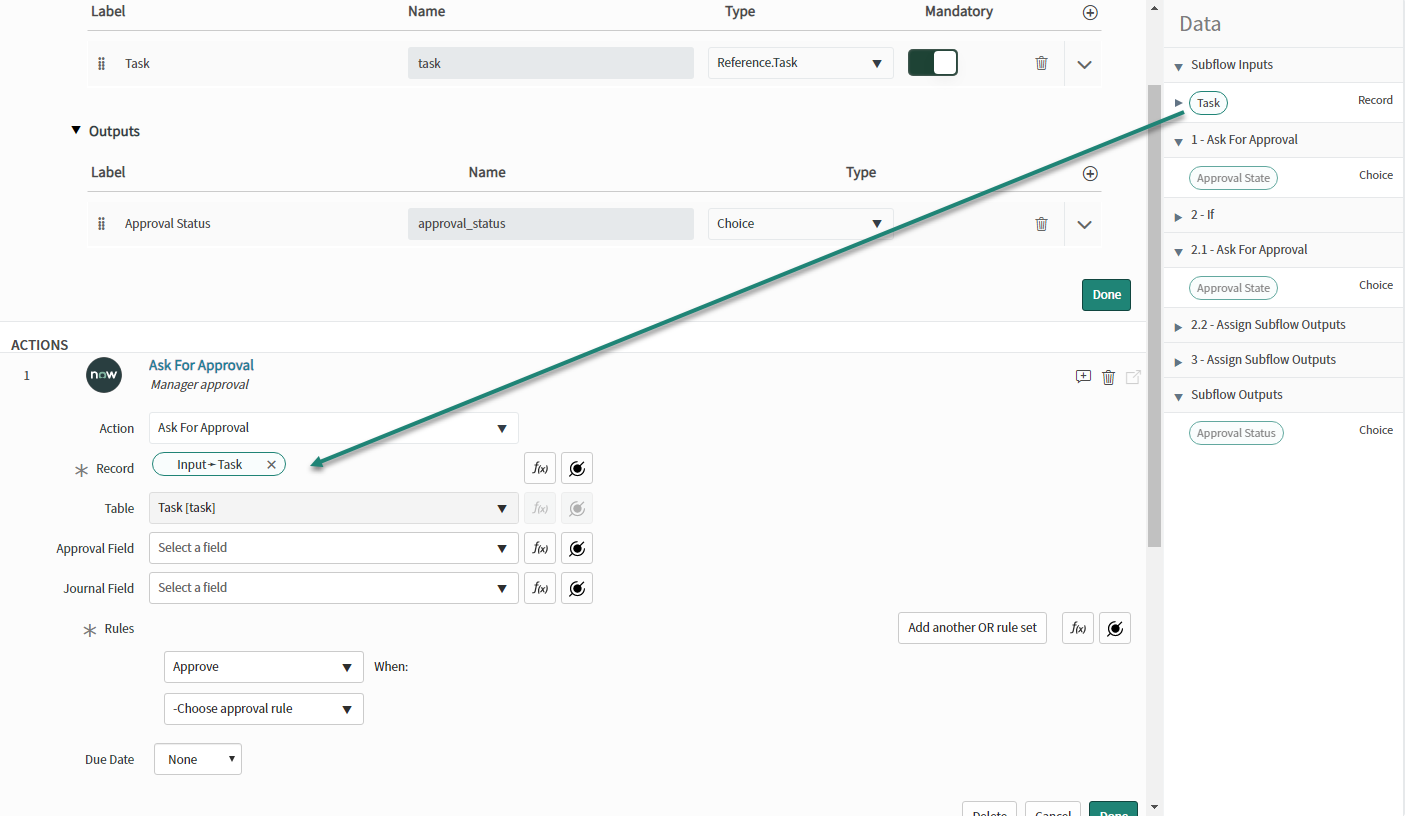 Label Name Type Mandatory
Task task Reference.Task
Outputs
Label Name Type
Approval Status approval_status Choice
Done
ACTIONS
1 now Ask For Approval
Manager approval
Action Ask For Approval
Record Input➛Task ✕ f(x)
Table Task [task] f(x)
Approval Field Select a field f(x)
Journal Field Select a field f(x)
Rules Add another OR rule set f(x)
Approve When:
-Choose approval rule
Due Date None
Delete Cancel Done
Data
Subflow Inputs
Task Record
1 - Ask For Approval
Approval State Choice
2 - If
2.1 - Ask For Approval
Approval State Choice
2.2 - Assign Subflow Outputs
3 - Assign Subflow Outputs
Subflow Outputs
Approval Status Choice